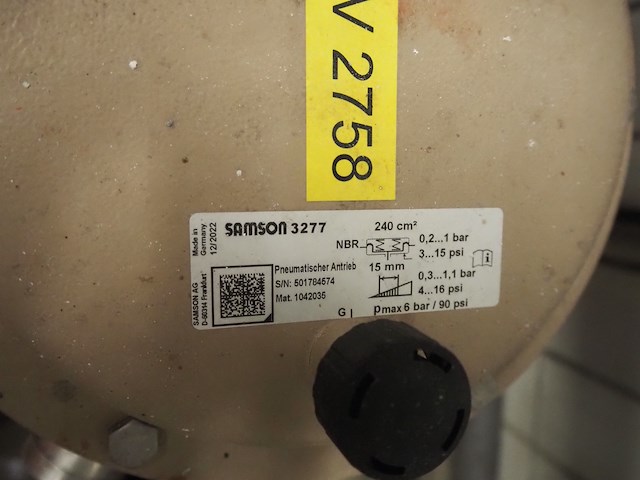 V 2758
Made in
Germany
12/2022
SAMSON 3277
240 cm²
NBR
0,2...1 bar
3...15 psi
Pneumatischer Antrieb
15 mm
S/N: 501784574
0,3...1,1 bar
Mat. 1042035
4...16 psi
G
pmax 6 bar / 90 psi
SAMSON AG
D-60314 Frankfurt
i